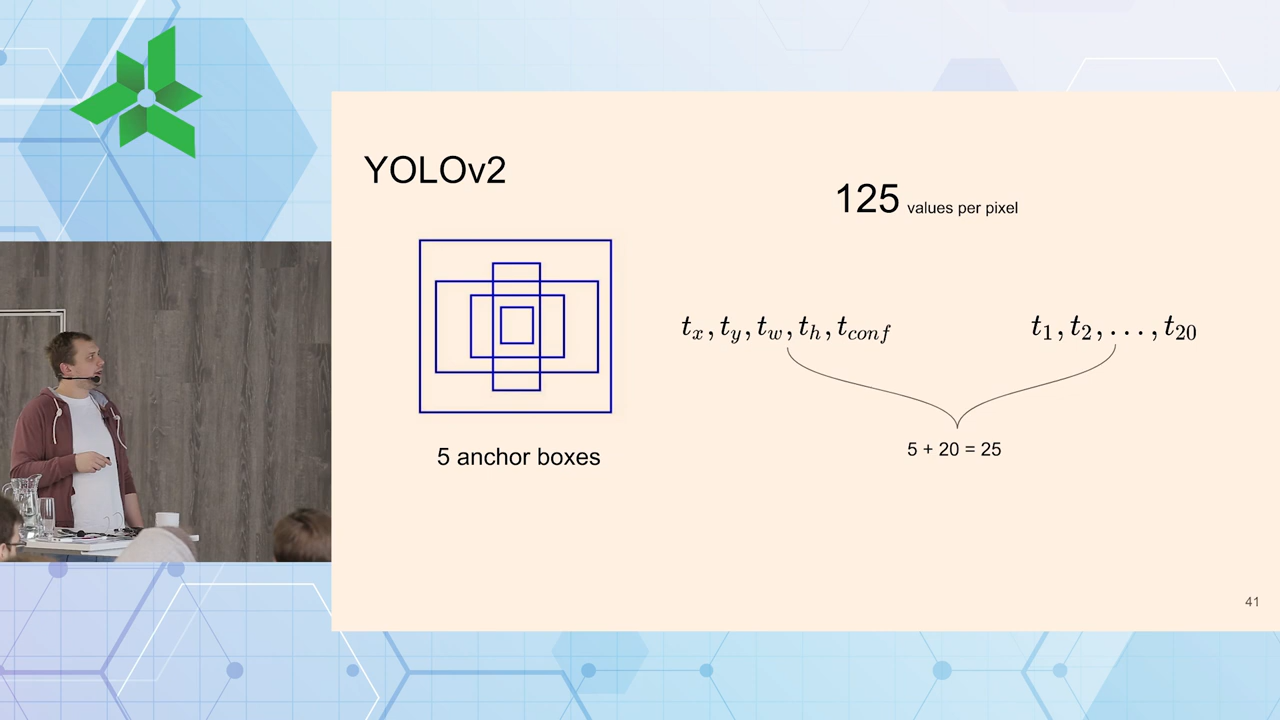 YOLOv2
125 values per pixel
t_x, t_y, t_w, t_h, t_conf
t_1, t_2, . . . , t_20
5 + 20 = 25
5 anchor boxes
41